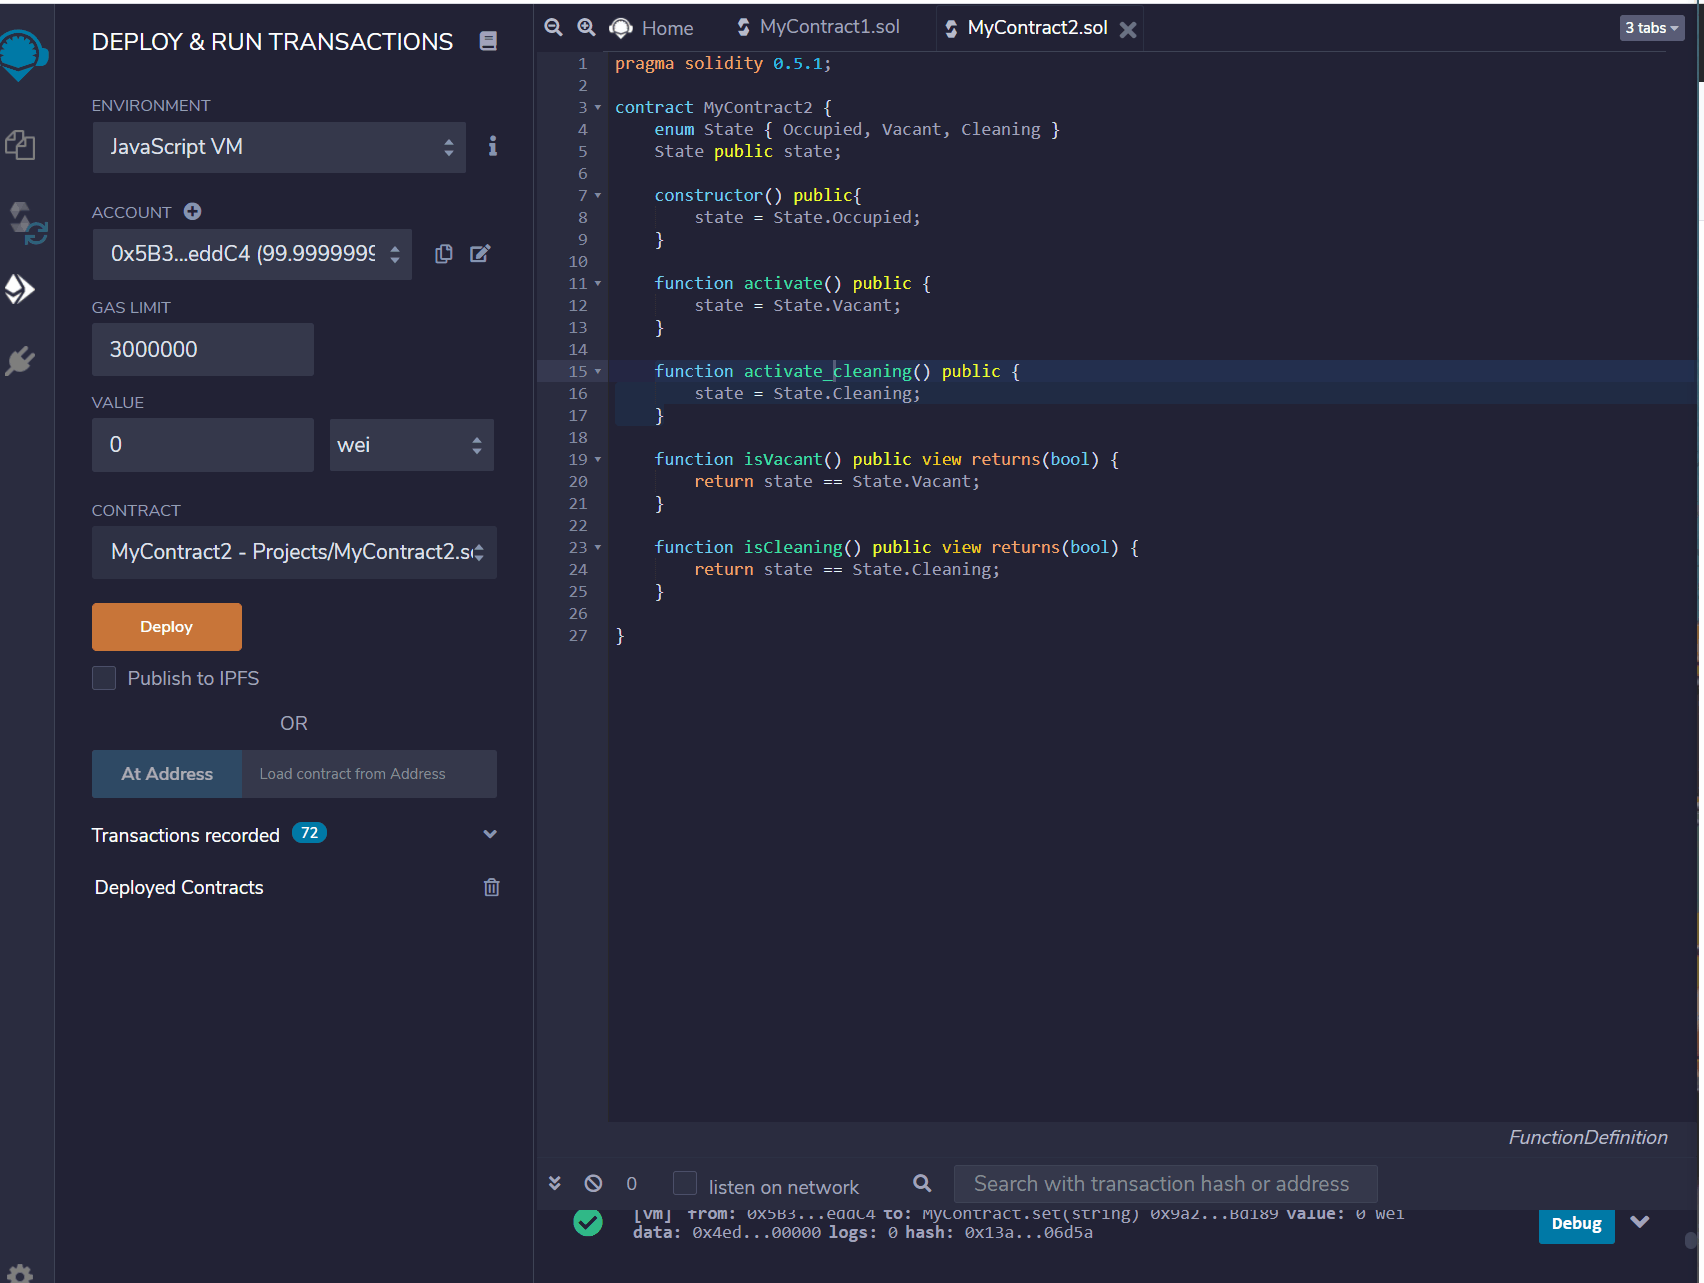 DEPLOY & RUN TRANSACTIONS
ENVIRONMENT
JavaScript VM
ACCOUNT
0x5B3...eddC4 (99.9999999
GAS LIMIT
3000000
VALUE
0
wei
CONTRACT
MyContract2 - Projects/MyContract2.so
Deploy
Publish to IPFS
OR
At Address
Load contract from Address
Transactions recorded 72
Deployed Contracts
Home
MyContract1.sol
MyContract2.sol
3 tabs
1 pragma solidity 0.5.1;
2
3 contract MyContract2 {
4 enum State { Occupied, Vacant, Cleaning }
5 State public state;
6
7 constructor() public{
8 state = State.Occupied;
9 }
10
11 function activate() public {
12 state = State.Vacant;
13 }
14
15 function activate_cleaning() public {
16 state = State.Cleaning;
17 }
18
19 function isVacant() public view returns(bool) {
20 return state == State.Vacant;
21 }
22
23 function isCleaning() public view returns(bool) {
24 return state == State.Cleaning;
25 }
26
27 }
FunctionDefinition
0
listen on network
Search with transaction hash or address
[vm] from: 0x5B3...eddC4 to: MyContract.set(string) 0x9a2...Bd189 value: 0 wei
data: 0x4ed...00000 logs: 0 hash: 0x13a...06d5a
Debug